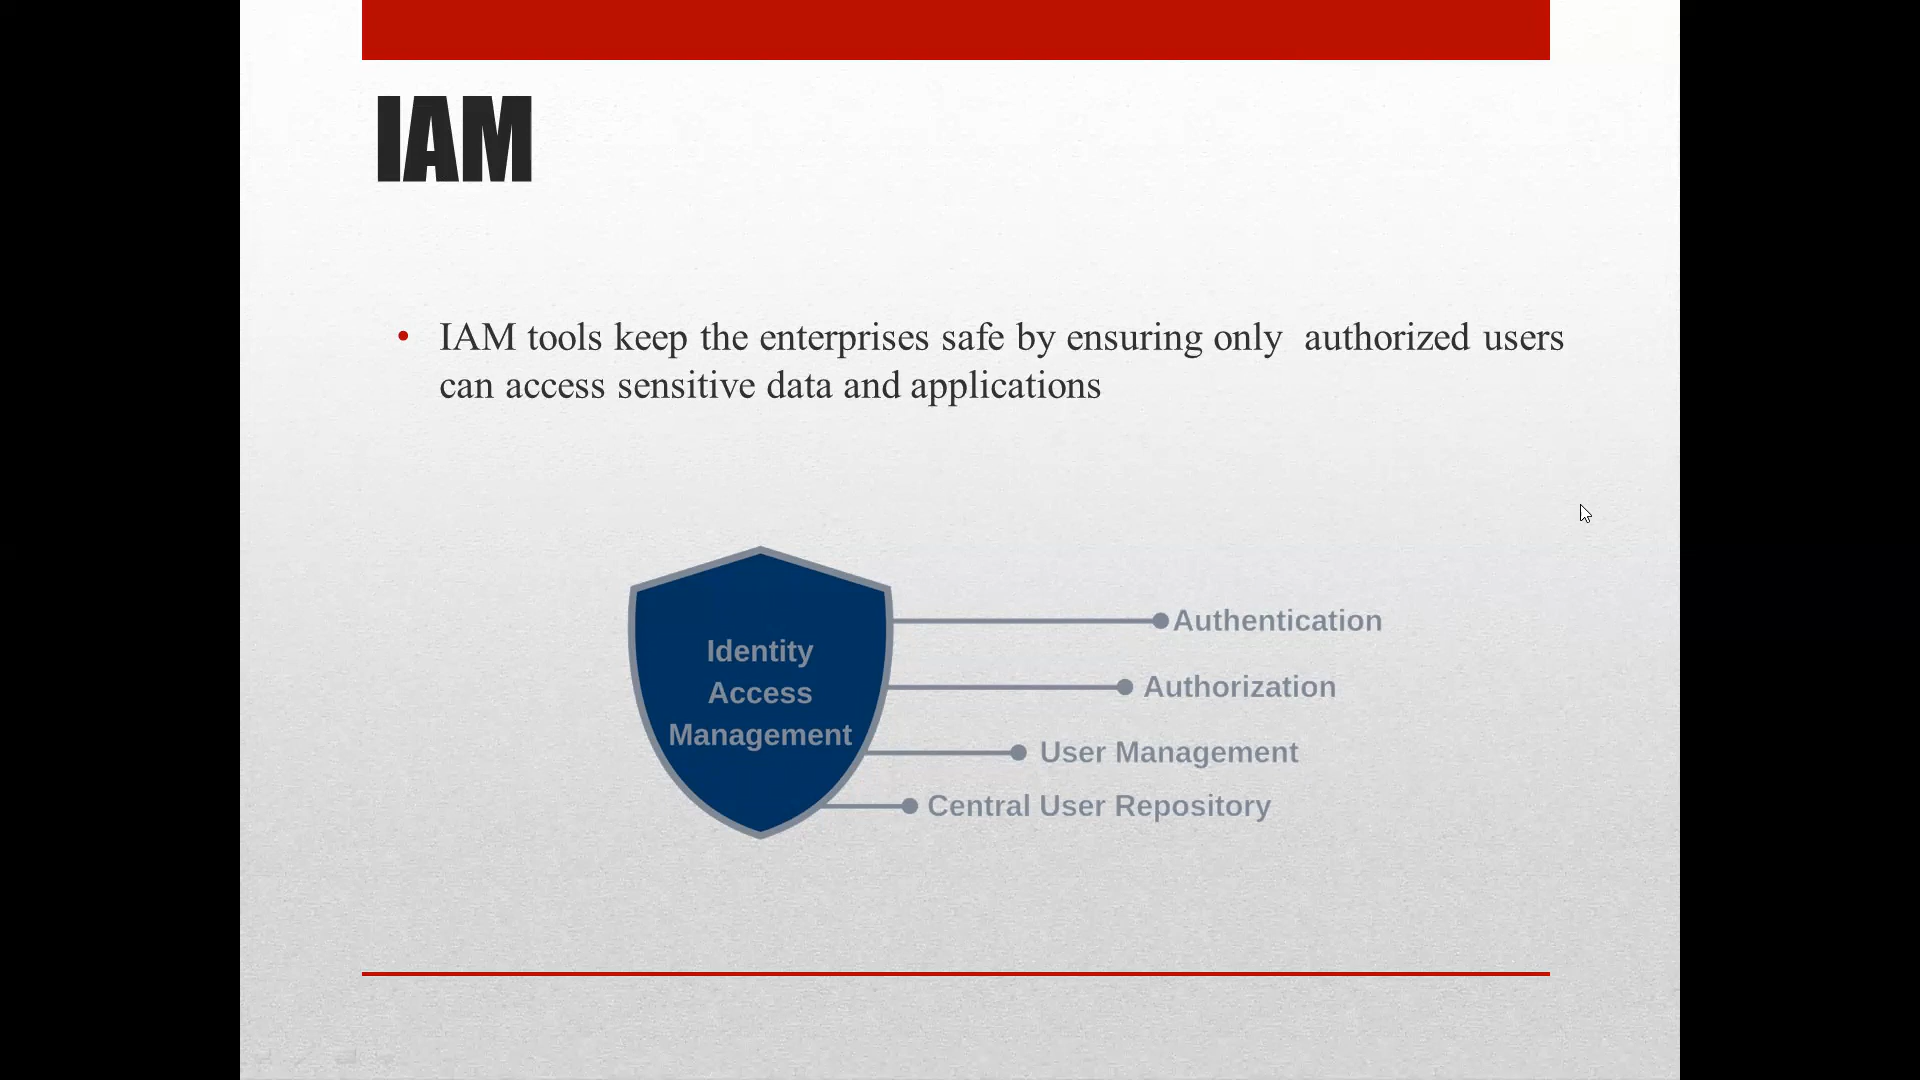 IAM
• IAM tools keep the enterprises safe by ensuring only authorized users
can access sensitive data and applications
Identity
Access
Management
Authentication
Authorization
User Management
Central User Repository